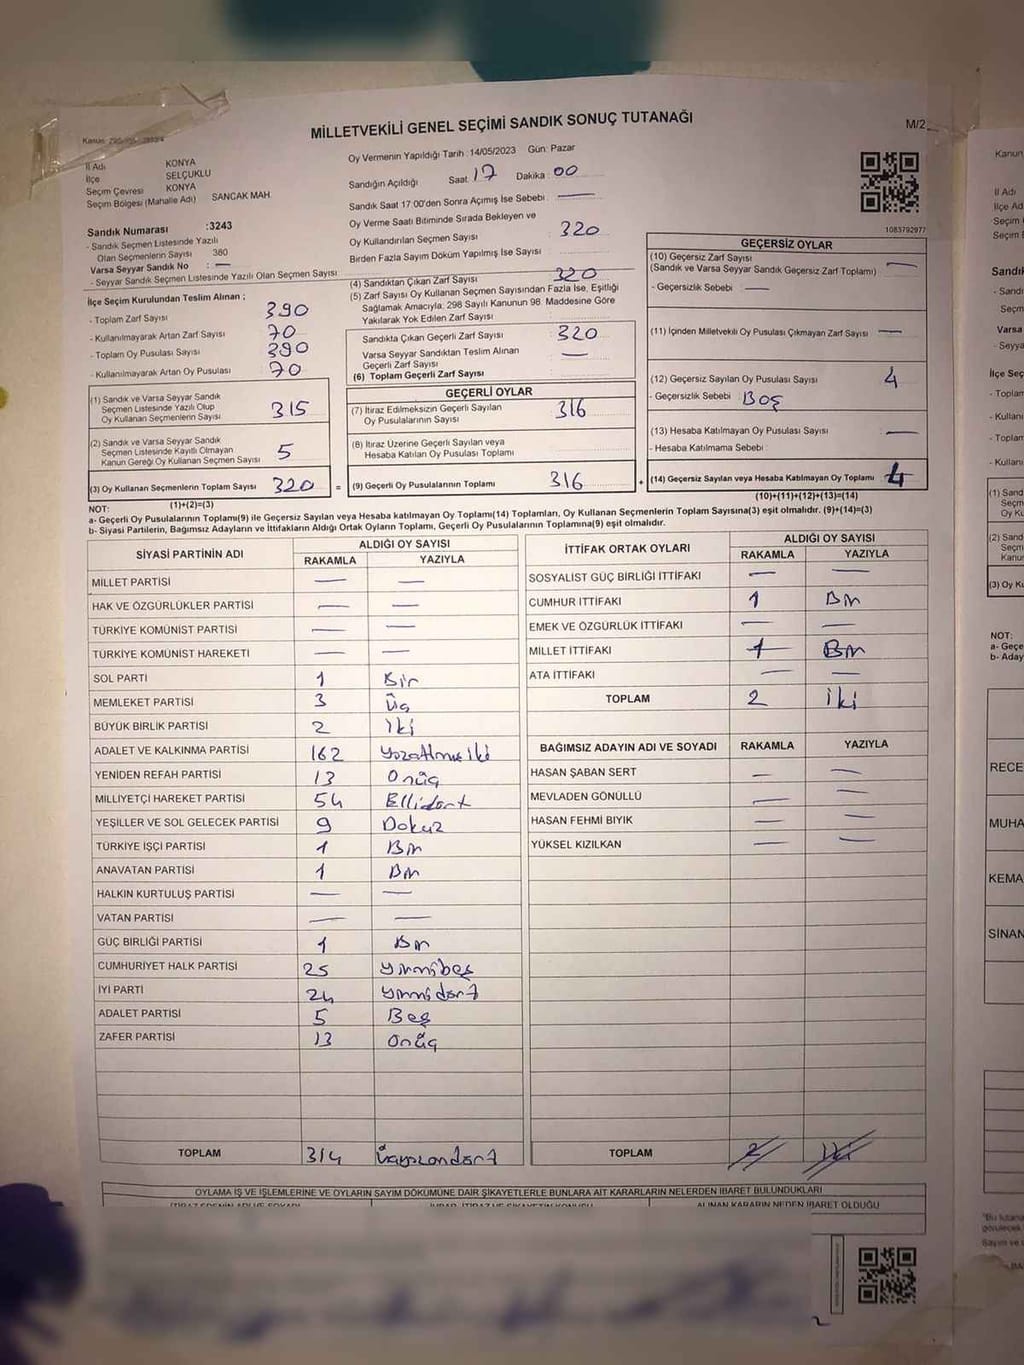 MİLLETVEKİLİ GENEL SEÇİMİ SANDIK SONUÇ TUTANAĞI
M/2
İl Adı KONYA
İlçe SELÇUKLU
Seçim Çevresi KONYA
Seçim Bölgesi (Mahalle Adı) SANCAK MAH.
Sandık Numarası :3243
- Sandık Seçmen Listesinde Yazılı
Olan Seçmenlerin Sayısı 380
Varsa Seyyar Sandık No : —
- Seyyar Sandık Seçmen Listesinde Yazılı Olan Seçmen Sayısı:
Oy Vermenin Yapıldığı Tarih :14/05/2023 Gün: Pazar
Sandığın Açıldığı Saat 17 Dakika : 00
Sandık Saat 17:00'den Sonra Açımış İse Sebebi : —
Oy Verme Saati Bitiminde Sırada Bekleyen ve
Oy Kullandırılan Seçmen Sayısı : 320
Birden Fazla Sayım Döküm Yapılmış İse Sayısı :
1083792977
İlçe Seçim Kurulundan Teslim Alınan ;
- Toplam Zarf Sayısı 390
- Kullanılmayarak Artan Zarf Sayısı 70
- Toplam Oy Pusulası Sayısı 390
- Kullanılmayarak Artan Oy Pusulası 70
(1) Sandık ve Varsa Seyyar Sandık
Seçmen Listesinde Yazılı Olup
Oy Kullanan Seçmenlerin Sayısı 315
(2) Sandık ve Varsa Seyyar Sandık
Seçmen Listesinde Kayıtlı Olmayan
Kanun Gereği Oy Kullanan Seçmen Sayısı 5
(3) Oy Kullanan Seçmenlerin Toplam Sayısı 320
(1)+(2)=(3)
(4) Sandıktan Çıkan Zarf Sayısı 320
(5) Zarf Sayısı Oy Kullanan Seçmen Sayısından Fazla İse, Eşitliği
Sağlamak Amacıyla, 298 Sayılı Kanunun 98. Maddesine Göre
Yakılarak Yok Edilen Zarf Sayısı
Sandıkta Çıkan Geçerli Zarf Sayısı 320
Varsa Seyyar Sandıktan Teslim Alınan
Geçerli Zarf Sayısı —
(6) Toplam Geçerli Zarf Sayısı
GEÇERLİ OYLAR
(7) İtiraz Edilmeksizin Geçerli Sayılan
Oy Pusulalarının Sayısı 316
(8) İtiraz Üzerine Geçerli Sayılan veya
Hesaba Katılan Oy Pusulası Toplamı
= (9) Geçerli Oy Pusulalarının Toplamı 316
GEÇERSİZ OYLAR
(10) Geçersiz Zarf Sayısı
(Sandık ve Varsa Seyyar Sandık Geçersiz Zarf Toplamı) —
- Geçersizlik Sebebi : —
(11) İçinden Milletvekili Oy Pusulası Çıkmayan Zarf Sayısı —
(12) Geçersiz Sayılan Oy Pusulası Sayısı 4
- Geçersizlik Sebebi : Boş
(13) Hesaba Katılmayan Oy Pusulası Sayısı —
- Hesaba Katılmama Sebebi :
+ (14) Geçersiz Sayılan veya Hesaba Katılmayan Oy Toplamı 4
(10)+(11)+(12)+(13)=(14)
NOT:
a- Geçerli Oy Pusulalarının Toplamı(9) ile Geçersiz Sayılan veya Hesaba katılmayan Oy Toplamı(14) Toplamları, Oy Kullanan Seçmenlerin Toplam Sayısına(3) eşit olmalıdır. (9)+(14)=(3)
b- Siyasi Partilerin, Bağımsız Adayların ve İttifakların Aldığı Ortak Oyların Toplamı, Geçerli Oy Pusulalarının Toplamına(9) eşit olmalıdır.
SİYASİ PARTİNİN ADI ALDIĞI OY SAYISI
RAKAMLA YAZIYLA
MİLLET PARTİSİ — —
HAK VE ÖZGÜRLÜKLER PARTİSİ — —
TÜRKİYE KOMÜNİST PARTİSİ — —
TÜRKİYE KOMÜNİST HAREKETİ — —
SOL PARTİ 1 Bir
MEMLEKET PARTİSİ 3 Üç
BÜYÜK BİRLİK PARTİSİ 2 İki
ADALET VE KALKINMA PARTİSİ 162 Yüzaltmışiki
YENİDEN REFAH PARTİSİ 13 Onüç
MİLLİYETÇİ HAREKET PARTİSİ 54 Ellidört
YEŞİLLER VE SOL GELECEK PARTİSİ 9 Dokuz
TÜRKİYE İŞÇİ PARTİSİ 1 Bir
ANAVATAN PARTİSİ 1 Bir
HALKIN KURTULUŞ PARTİSİ — —
VATAN PARTİSİ — —
GÜÇ BİRLİĞİ PARTİSİ 1 Bir
CUMHURİYET HALK PARTİSİ 25 Yirmibeş
İYİ PARTİ 24 Yirmidört
ADALET PARTİSİ 5 Beş
ZAFER PARTİSİ 13 Onüç
TOPLAM 314 Üçyüzondört
İTTİFAK ORTAK OYLARI ALDIĞI OY SAYISI
RAKAMLA YAZIYLA
SOSYALİST GÜÇ BİRLİĞİ İTTİFAKI — —
CUMHUR İTTİFAKI 1 Bir
EMEK VE ÖZGÜRLÜK İTTİFAKI — —
MİLLET İTTİFAKI 1 Bir
ATA İTTİFAKI — —
TOPLAM 2 İki
BAĞIMSIZ ADAYIN ADI VE SOYADI RAKAMLA YAZIYLA
HASAN ŞABAN SERT — —
MEVLADEN GÖNÜLLÜ — —
HASAN FEHMİ BIYIK — —
YÜKSEL KIZILKAN — —
TOPLAM 2 İki
OYLAMA İŞ VE İŞLEMLERİNE VE OYLARIN SAYIM DÖKÜMÜNE DAİR ŞİKAYETLERLE BUNLARA AİT KARARLARIN NELERDEN İBARET BULUNDUKLARI
ALINAN KARARIN NEDEN İBARET OLDUĞU
Kanun
İl Adı
İlçe Ad
Seçim
Seçim
NOT:
a- Geçe
b- Aday
RECE
MUHA
KEMA
SİNAN